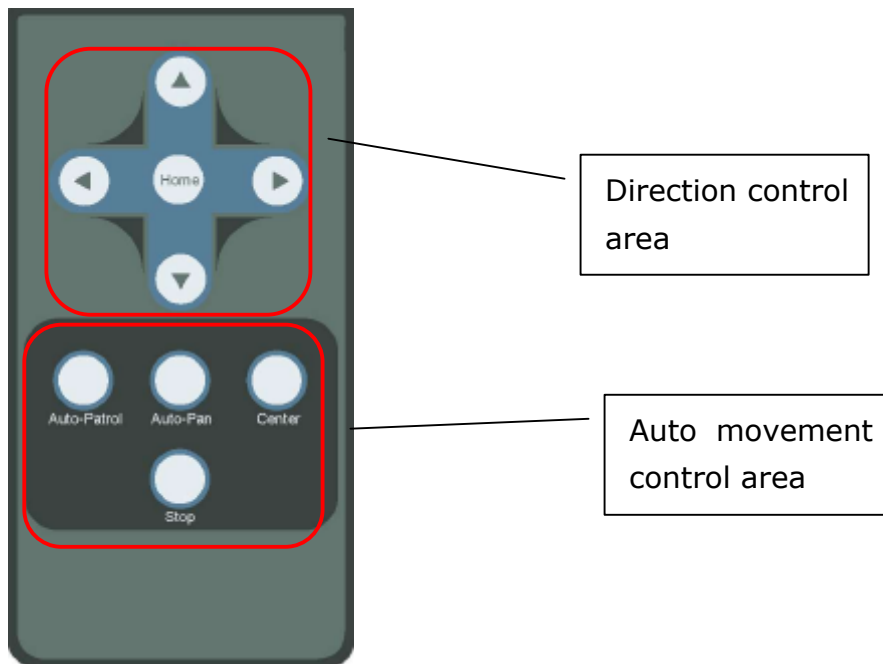 Home
Direction control
area
Auto-Patrol Auto-Pan Center
Stop
Auto movement
control area